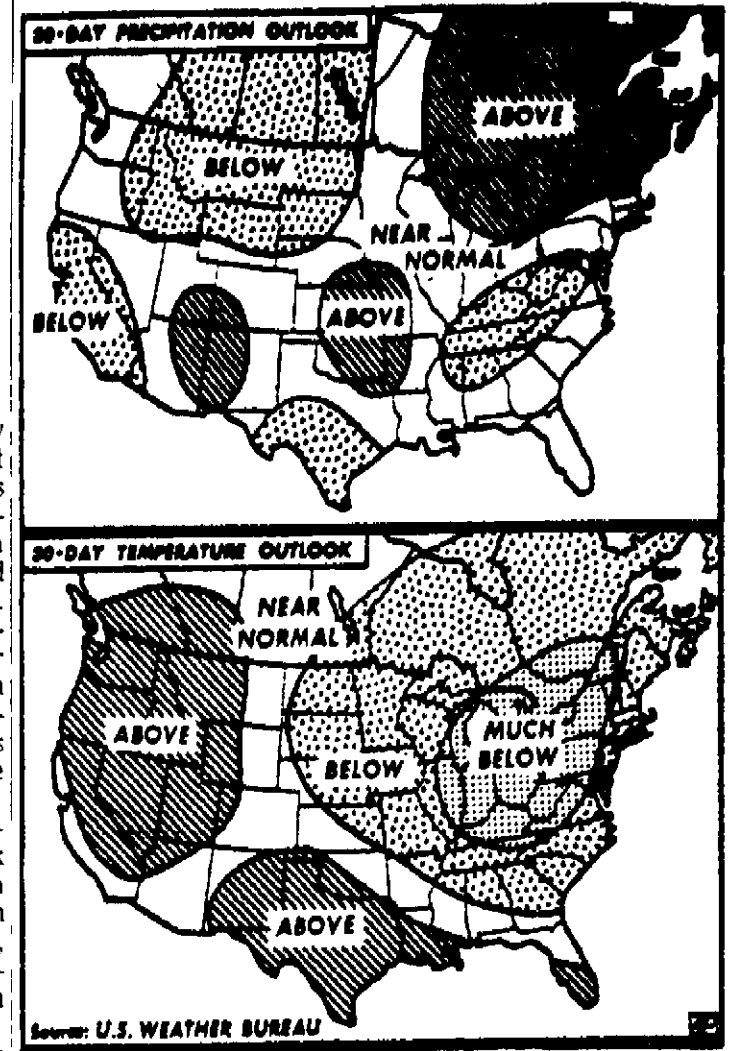 30-DAY PRECIPITATION OUTLOOK
ABOVE
BELOW
NEAR
NORMAL
BELOW
ABOVE
30-DAY TEMPERATURE OUTLOOK
NEAR
NORMAL
ABOVE
MUCH
BELOW
BELOW
ABOVE
Source: U.S. WEATHER BUREAU